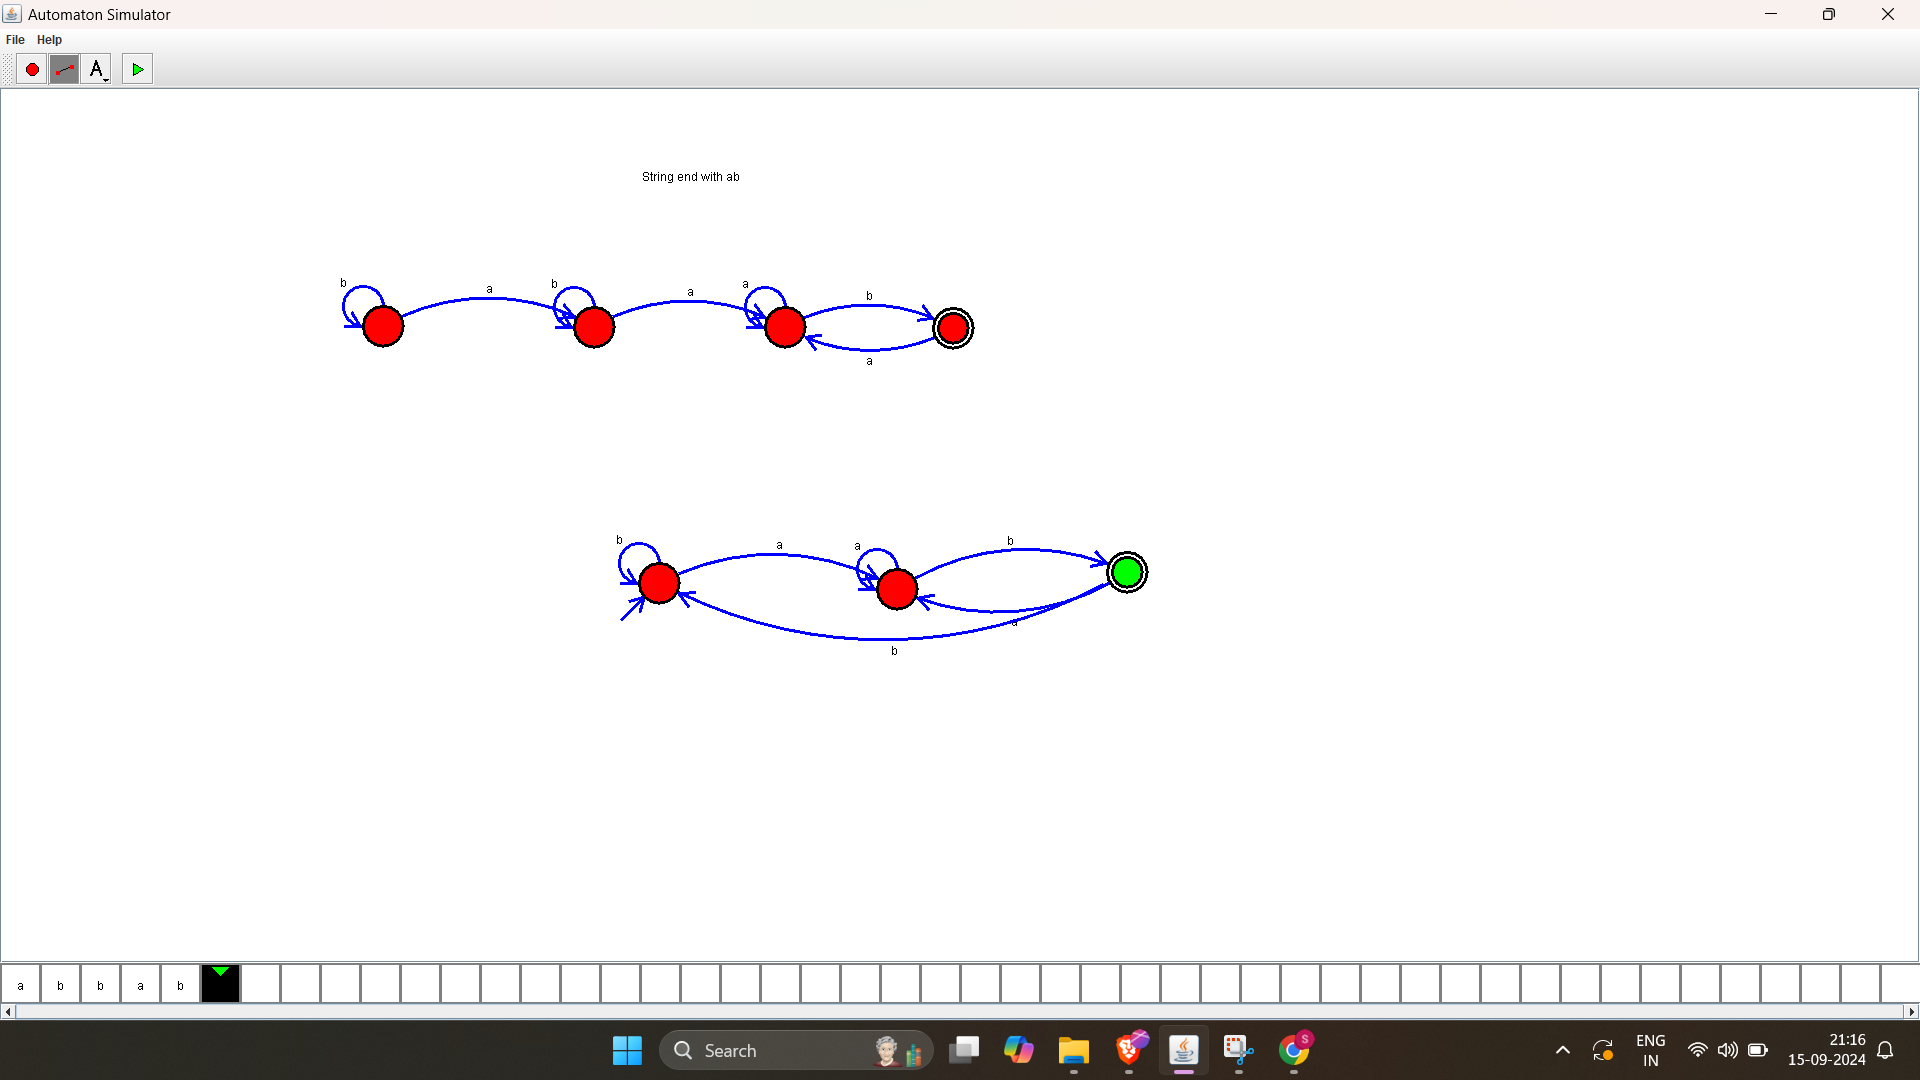 Automaton Simulator
File Help
A
String end with ab
b a b a a b
a
b a a b
a
b
a b b a b
Search
ENG
IN
21:16
15-09-2024
S